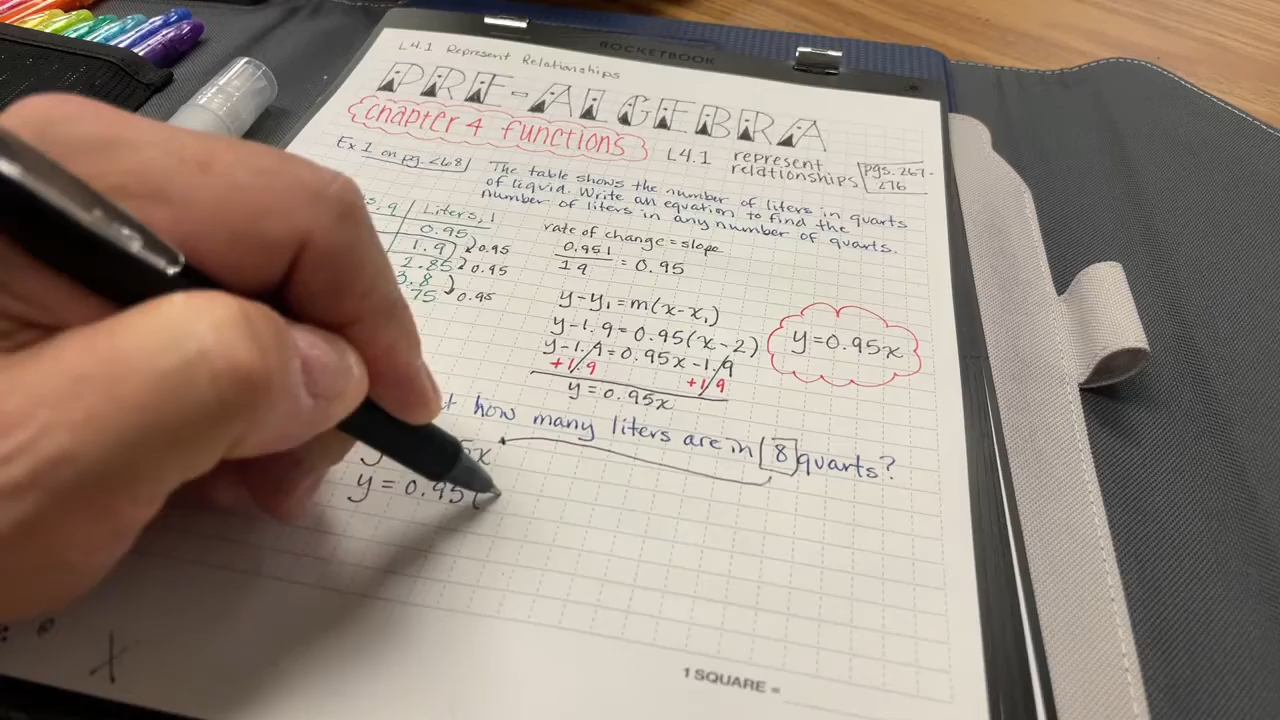 ROCKETBOOK
L4.1 Represent Relationships
PRE-ALGEBRA
Chapter 4 functions
L4.1 represent relationships
pgs. 267-276
Ex 1 on pg. 268
The table shows the number of liters in quarts
of liquid. Write an equation to find the
number of liters in any number of quarts.
q | Liters, l
0.95
1.9 0.95
2.85 0.95
3.8
75 0.95
rate of change = slope
0.95l / 1q = 0.95
y-y₁=m(x-x₁)
y-1.9=0.95(x-2)
y-1.9=0.95x-1.9
+1.9 +1.9
y=0.95x
y=0.95x
how many liters are in 8 quarts?
y 5x
y=0.95(
1 SQUARE =